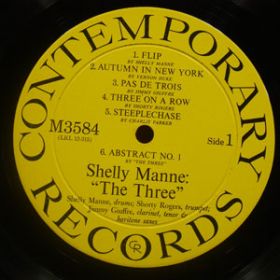 CONTEMPORARY
RECORDS
1. FLIP
BY SHELLY MANNE
2. AUTUMN IN NEW YORK
BY VERNON DUKE
3. PAS DE TROIS
BY JIMMY GIUFFRE
4. THREE ON A ROW
BY SHORTY ROGERS
5. STEEPLECHASE
BY CHARLIE PARKER
M3584
(LKL 12-315)
Side 1
6. ABSTRACT NO. 1
BY "THE THREE"
Shelly Manne:
"The Three"
Shelly Manne, drums; Shorty Rogers, trumpet;
Jimmy Giuffre, clarinet, tenor &
baritone saxes
CR